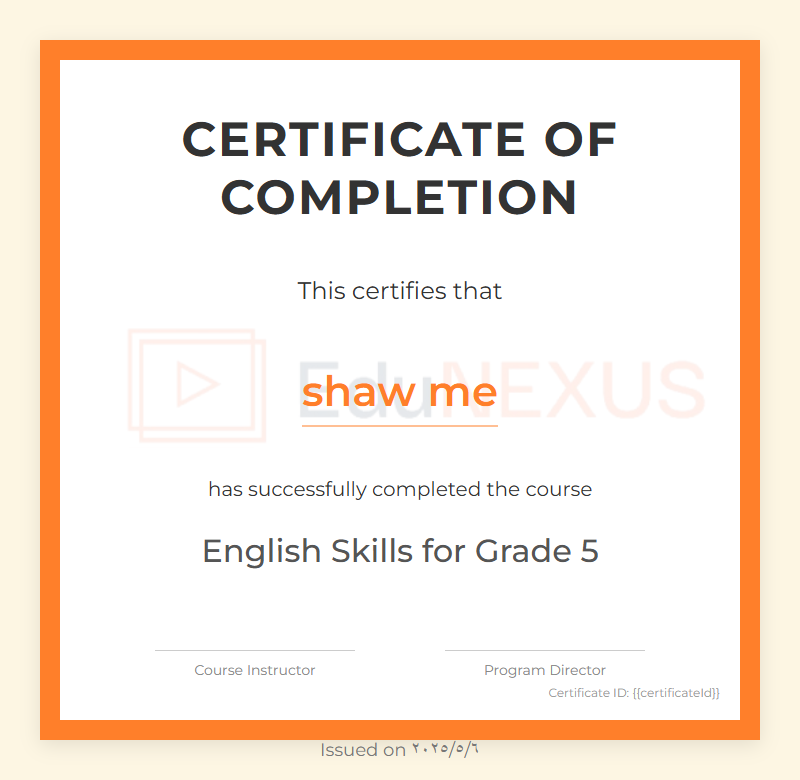 CERTIFICATE OF
COMPLETION
This certifies that
EduNEXUS
shaw me
has successfully completed the course
English Skills for Grade 5
Course Instructor
Program Director
Certificate ID: {{certificateId}}
Issued on ٢٠٢٥/٥/٦